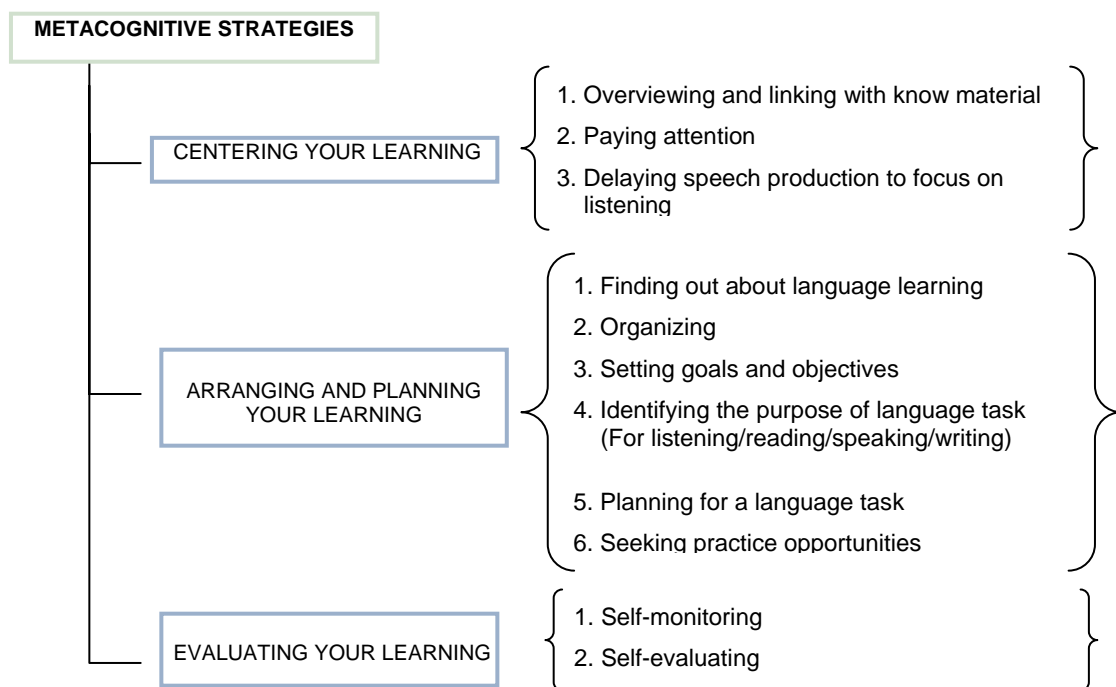 METACOGNITIVE STRATEGIES
CENTERING YOUR LEARNING
1. Overviewing and linking with know material
2. Paying attention
3. Delaying speech production to focus on
listening
ARRANGING AND PLANNING
YOUR LEARNING
1. Finding out about language learning
2. Organizing
3. Setting goals and objectives
4. Identifying the purpose of language task
(For listening/reading/speaking/writing)
5. Planning for a language task
6. Seeking practice opportunities
EVALUATING YOUR LEARNING
1. Self-monitoring
2. Self-evaluating